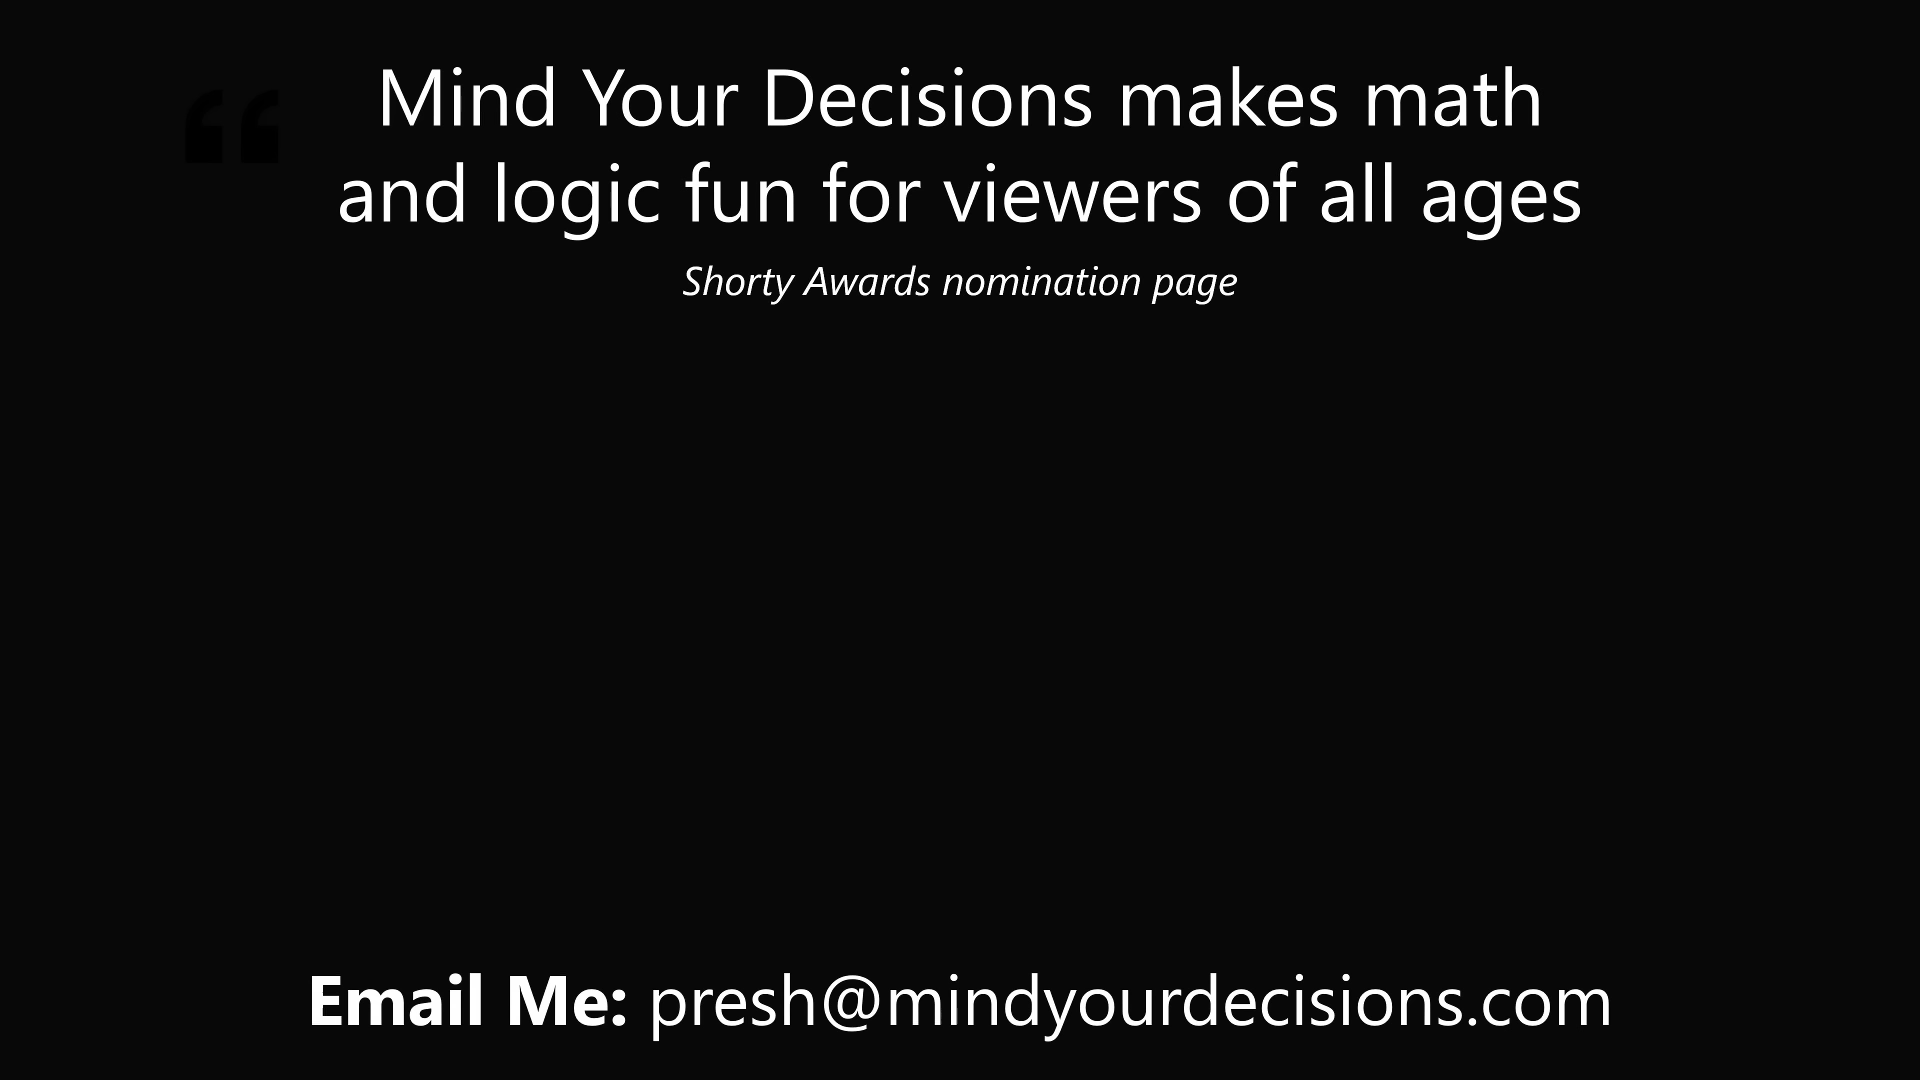 “
Mind Your Decisions makes math
and logic fun for viewers of all ages
Shorty Awards nomination page
Email Me: presh@mindyourdecisions.com